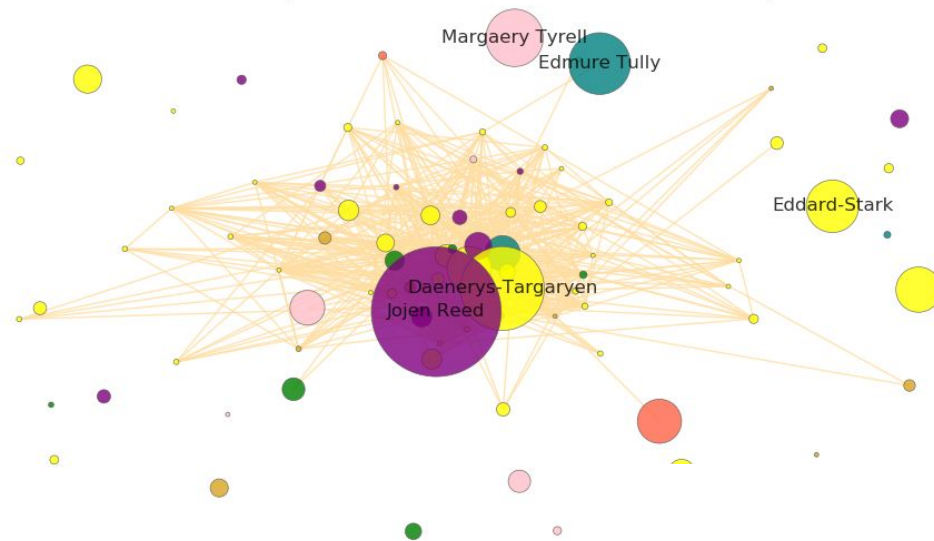 Margaery Tyrell
Edmure Tully
Eddard-Stark
Daenerys-Targaryen
Jojen Reed